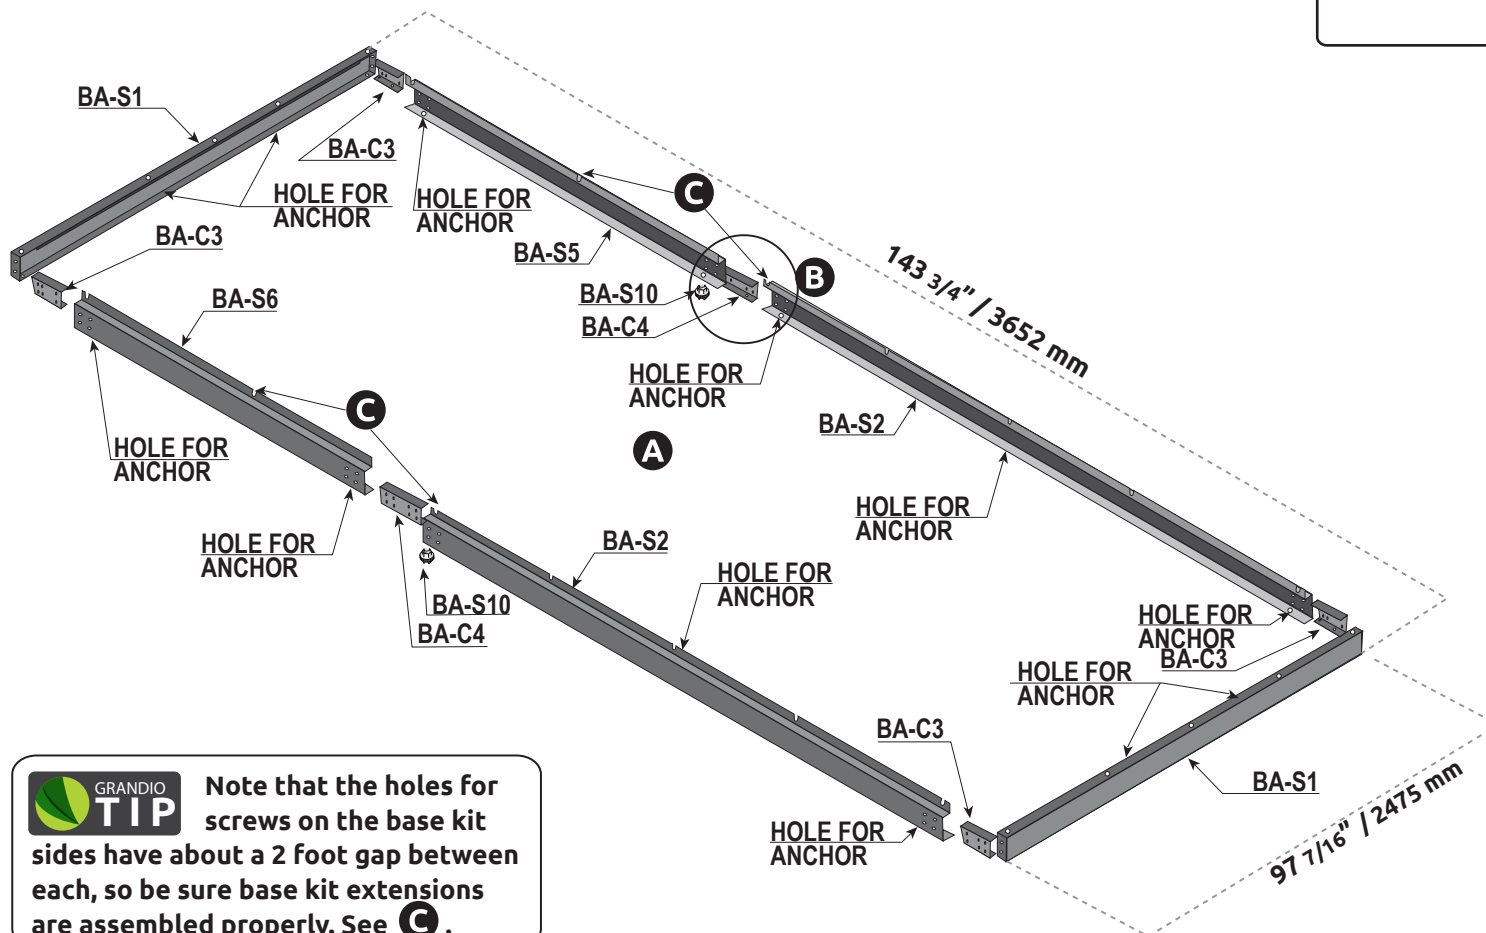 BA-S1
BA-C3
HOLE FOR
ANCHOR
HOLE FOR
ANCHOR
C
BA-C3
BA-S5
B
143 3/4" / 3652 mm
BA-S6
BA-S10
BA-C4
HOLE FOR
ANCHOR
C
BA-S2
HOLE FOR
ANCHOR
A
HOLE FOR
ANCHOR
HOLE FOR
ANCHOR
BA-S2
HOLE FOR
ANCHOR
BA-S10
BA-C4
HOLE FOR
ANCHOR
BA-C3
HOLE FOR
ANCHOR
BA-C3
BA-S1
97 7/16" / 2475 mm
HOLE FOR
ANCHOR
GRANDIO
TIP
Note that the holes for
screws on the base kit
sides have about a 2 foot gap between
each, so be sure base kit extensions
are assembled properly. See C .